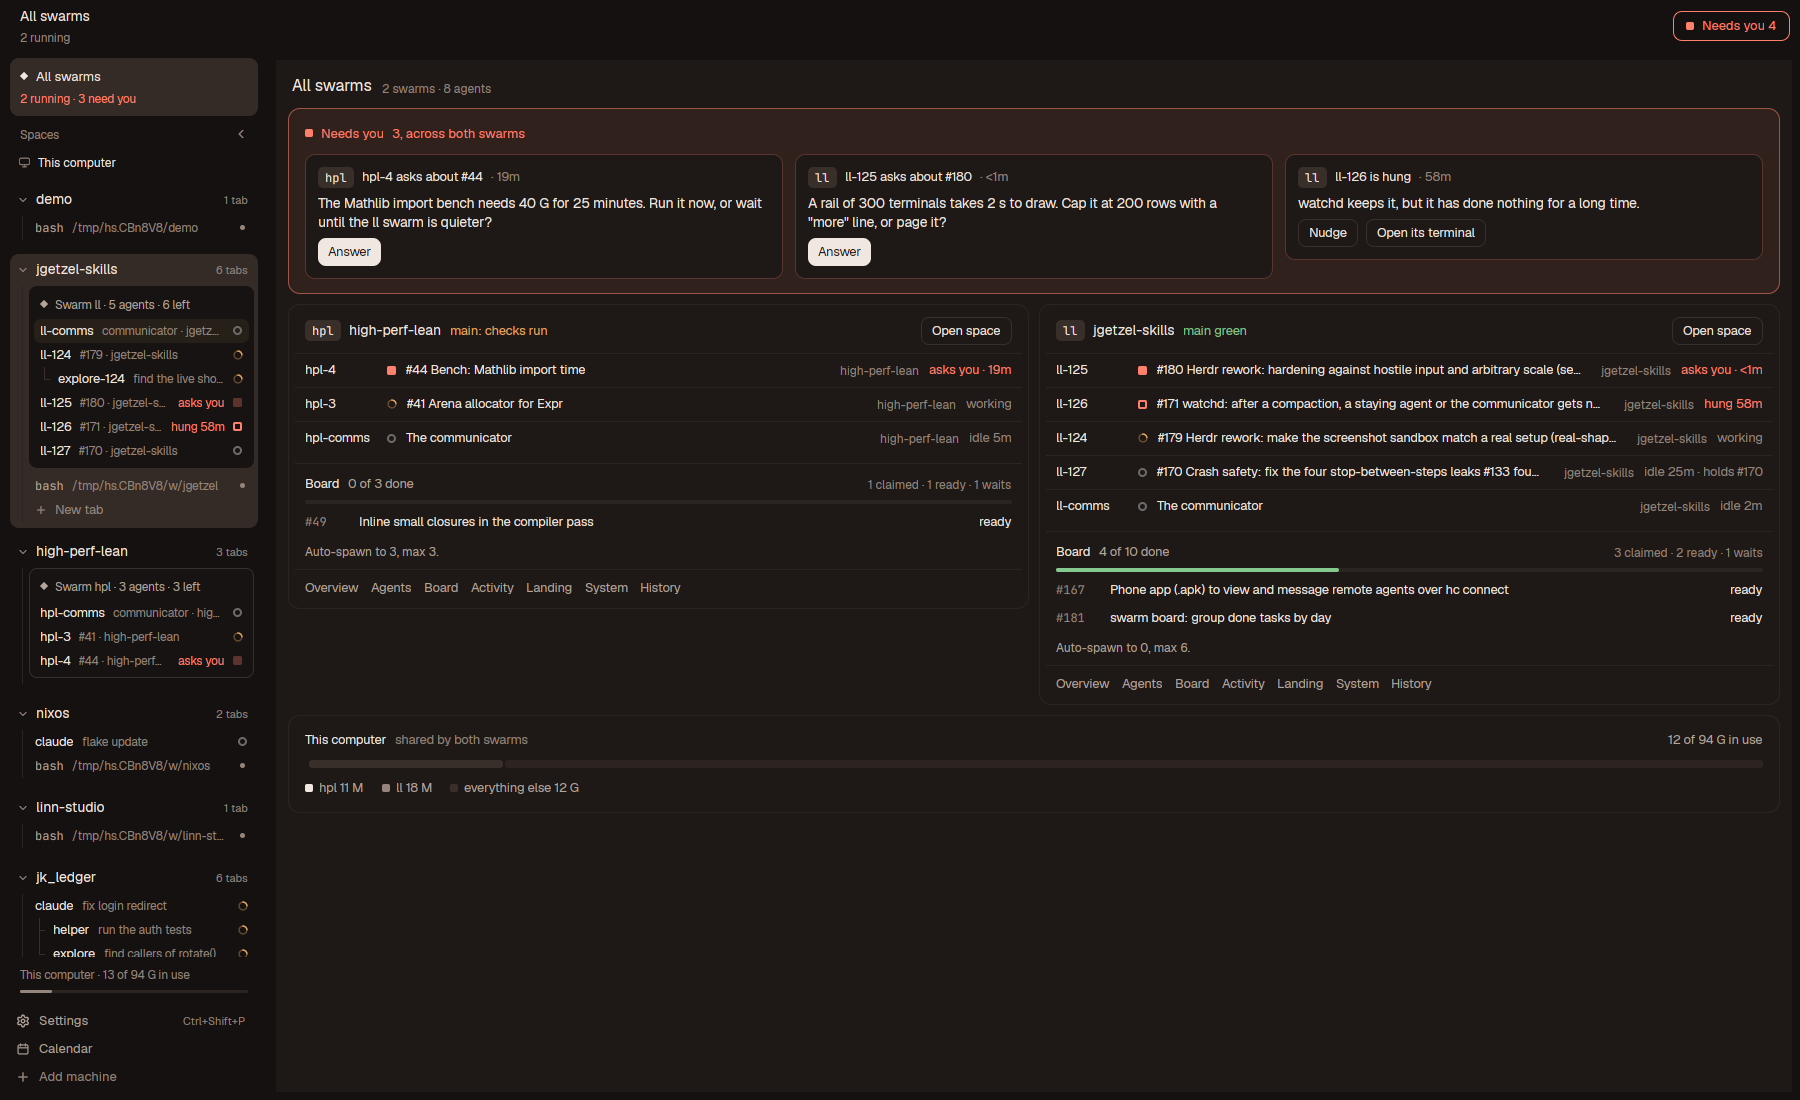 All swarms
2 running
Needs you 4
All swarms
2 running · 3 need you
Spaces
This computer
demo 1 tab
bash /tmp/hs.CBn8V8/demo
jgetzel-skills 6 tabs
Swarm ll · 5 agents · 6 left
ll-comms communicator · jgetz...
ll-124 #179 · jgetzel-skills
explore-124 find the live sho...
ll-125 #180 · jgetzel-s... asks you
ll-126 #171 · jgetzel-s... hung 58m
ll-127 #170 · jgetzel-skills
bash /tmp/hs.CBn8V8/w/jgetzel
+ New tab
high-perf-lean 3 tabs
Swarm hpl · 3 agents · 3 left
hpl-comms communicator · hig...
hpl-3 #41 · high-perf-lean
hpl-4 #44 · high-perf... asks you
nixos 2 tabs
claude flake update
bash /tmp/hs.CBn8V8/w/nixos
linn-studio 1 tab
bash /tmp/hs.CBn8V8/w/linn-st...
jk_ledger 6 tabs
claude fix login redirect
helper run the auth tests
explore find callers of rotate()
This computer · 13 of 94 G in use
Settings Ctrl+Shift+P
Calendar
+ Add machine
All swarms 2 swarms · 8 agents
Needs you 3, across both swarms
hpl hpl-4 asks about #44 · 19m
The Mathlib import bench needs 40 G for 25 minutes. Run it now, or wait
until the ll swarm is quieter?
Answer
ll ll-125 asks about #180 · <1m
A rail of 300 terminals takes 2 s to draw. Cap it at 200 rows with a
"more" line, or page it?
Answer
ll ll-126 is hung · 58m
watchd keeps it, but it has done nothing for a long time.
Nudge Open its terminal
hpl high-perf-lean main: checks run Open space
hpl-4 #44 Bench: Mathlib import time high-perf-lean asks you · 19m
hpl-3 #41 Arena allocator for Expr high-perf-lean working
hpl-comms The communicator high-perf-lean idle 5m
Board 0 of 3 done 1 claimed · 1 ready · 1 waits
#49 Inline small closures in the compiler pass ready
Auto-spawn to 3, max 3.
Overview Agents Board Activity Landing System History
ll jgetzel-skills main green Open space
ll-125 #180 Herdr rework: hardening against hostile input and arbitrary scale (se... jgetzel-skills asks you · <1m
ll-126 #171 watchd: after a compaction, a staying agent or the communicator gets n... jgetzel-skills hung 58m
ll-124 #179 Herdr rework: make the screenshot sandbox match a real setup (real-shap... jgetzel-skills working
ll-127 #170 Crash safety: fix the four stop-between-steps leaks #133 fou... jgetzel-skills idle 25m · holds #170
ll-comms The communicator jgetzel-skills idle 2m
Board 4 of 10 done 3 claimed · 2 ready · 1 waits
#167 Phone app (.apk) to view and message remote agents over hc connect ready
#181 swarm board: group done tasks by day ready
Auto-spawn to 0, max 6.
Overview Agents Board Activity Landing System History
This computer shared by both swarms 12 of 94 G in use
hpl 11 M ll 18 M everything else 12 G